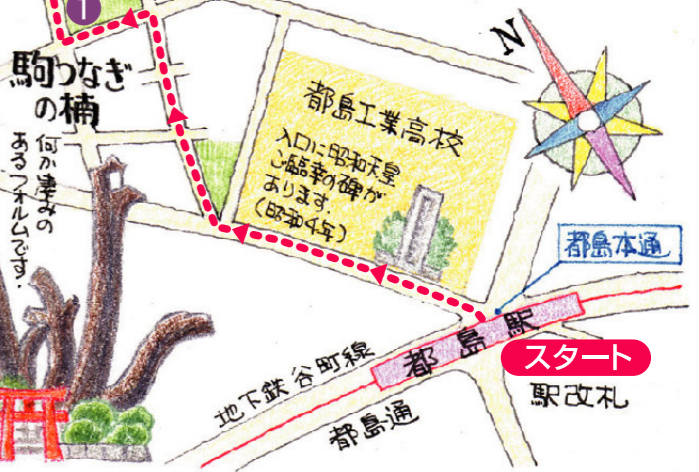 1
N
駒つなぎ
の楠
何か凄みの
あるフォルムです。
都島工業高校
入口に昭和天皇
ご臨幸の碑が
あります。
(昭和4年)
都島本通
都島駅
スタート
駅改札
地下鉄谷町線
都島通